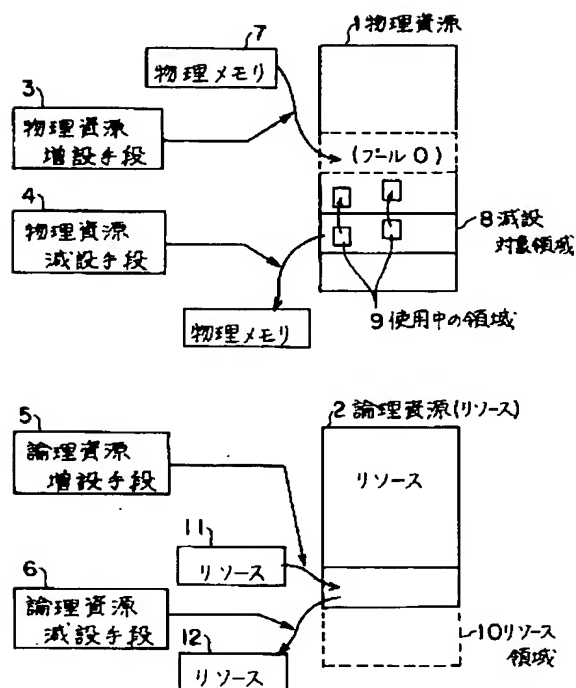 7
物理メモリ
1物理資源
3
物理資源
増設手段
(プール0)
4
物理資源
減設手段
8減設
対象領域
物理メモリ
9使用中の領域
5
論理資源
増設手段
2論理資源(リソース)
リソース
11
リソース
6
論理資源
減設手段
12
リソース
10リソース
領域